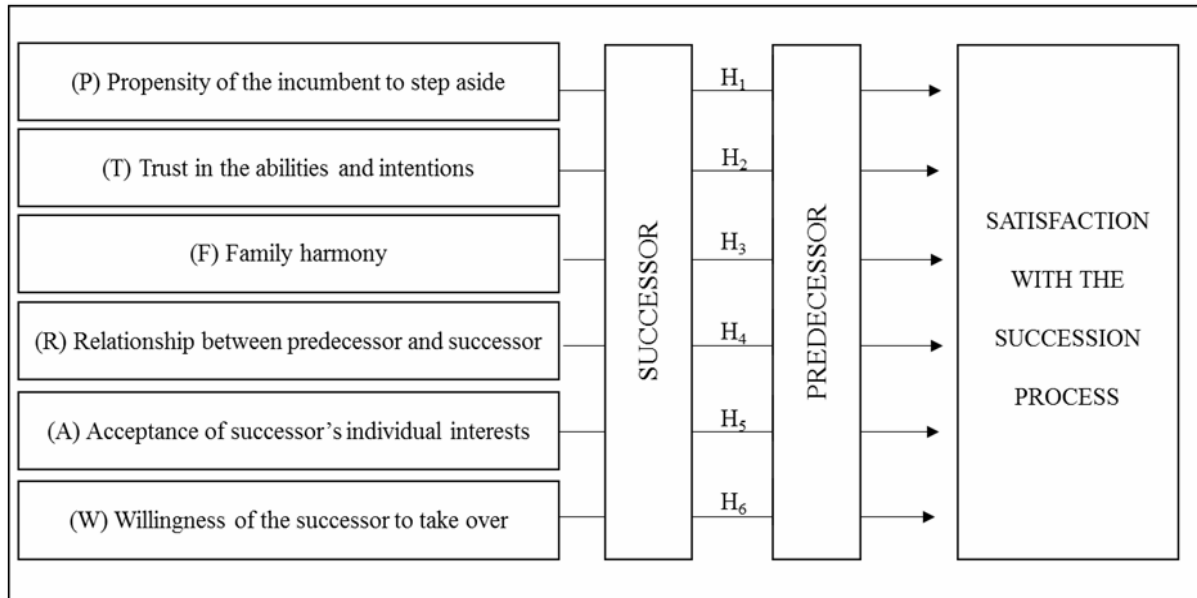 (P) Propensity of the incumbent to step aside
(T) Trust in the abilities and intentions
(F) Family harmony
(R) Relationship between predecessor and successor
(A) Acceptance of successor’s individual interests
(W) Willingness of the successor to take over
SUCCESSOR
H₁
H₂
H₃
H₄
H₅
H₆
PREDECESSOR
SATISFACTION
WITH THE
SUCCESSION
PROCESS